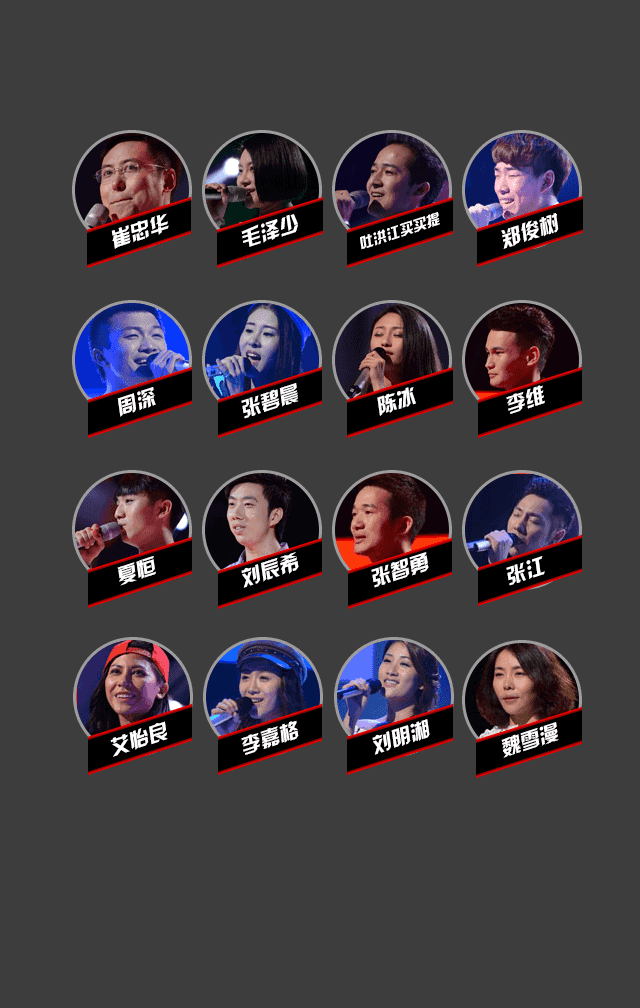 崔忠华
毛泽少
吐洪江买买提
郑俊树
周深
张碧晨
陈冰
李维
夏恒
刘辰希
张智勇
张江
艾怡良
李嘉格
刘明湘
魏雪漫